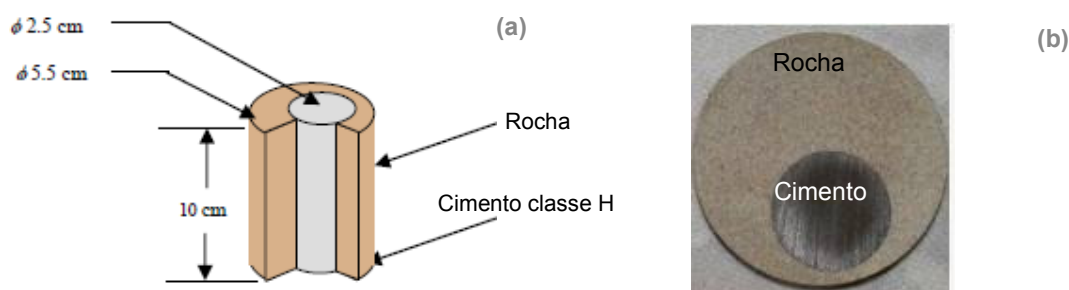 ϕ 2.5 cm
ϕ 5.5 cm
10 cm
(a)
Rocha
Cimento classe H
Rocha
Cimento
(b)